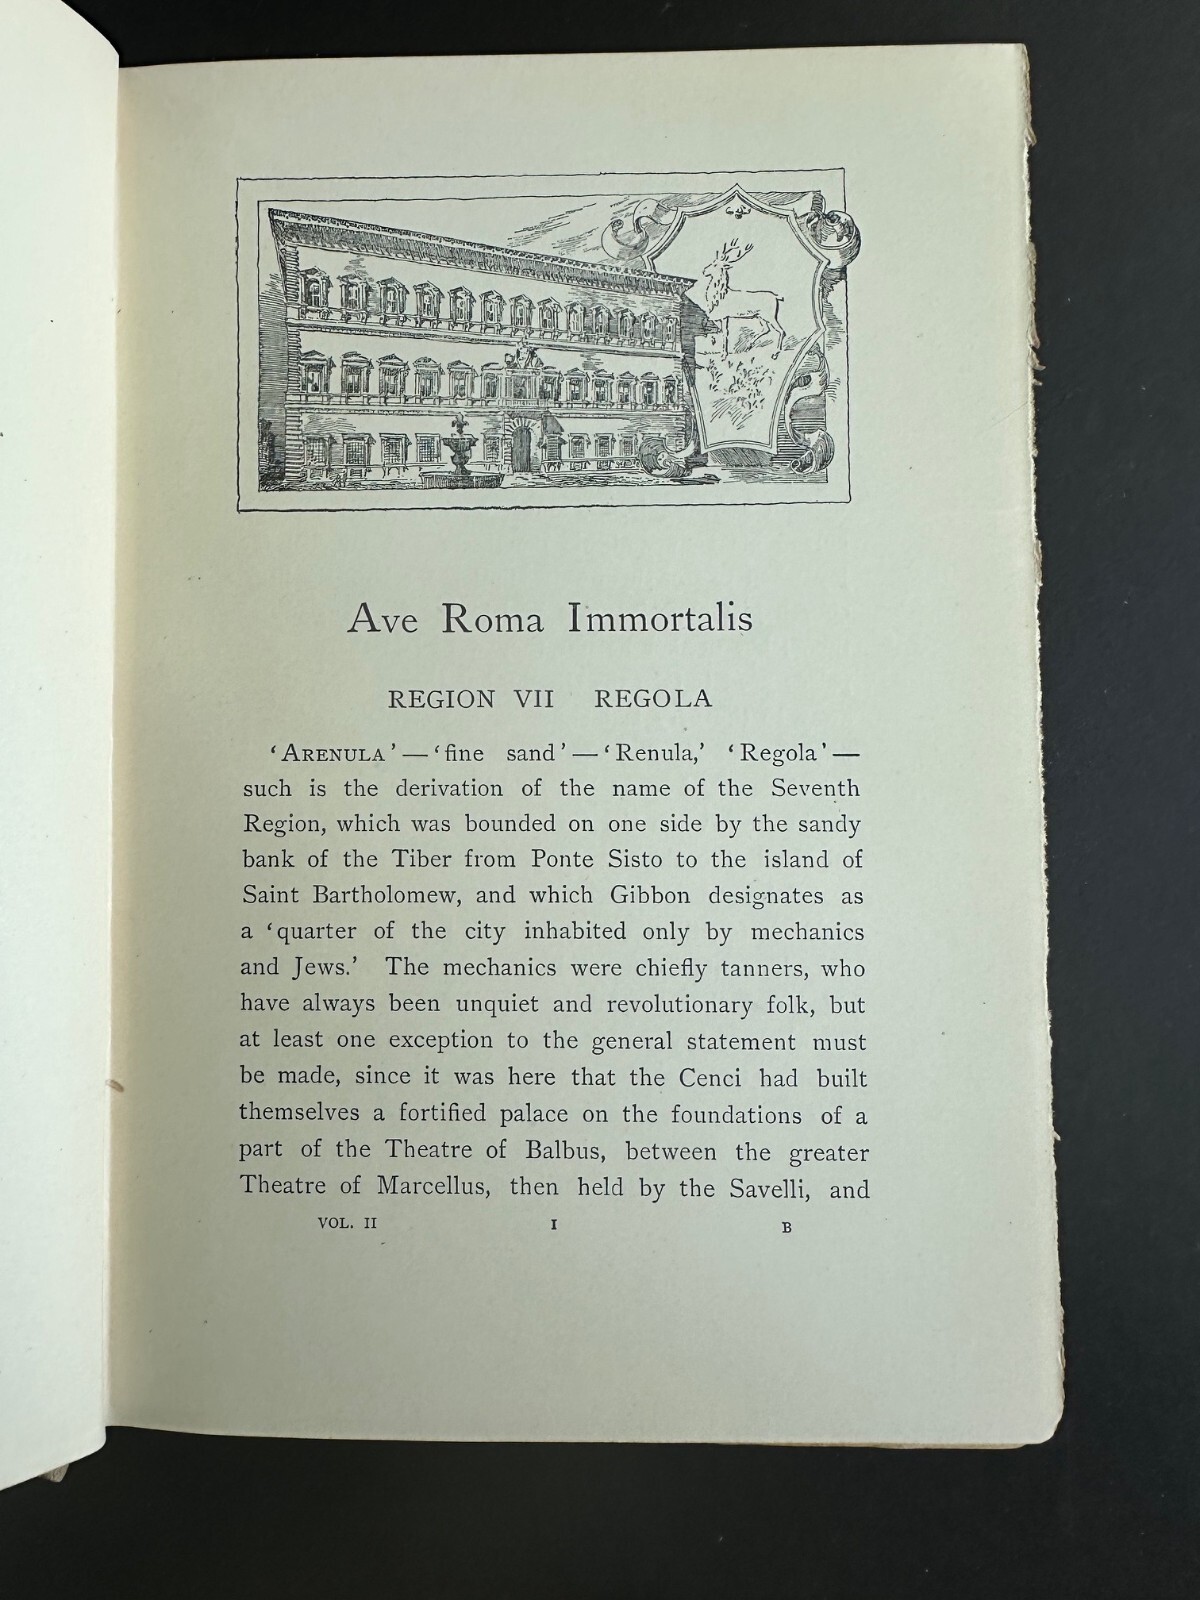 Ave Roma Immortalis
REGION VII REGOLA
‘ARENULA’—‘fine sand’—‘Renula,’ ‘Regola’—
such is the derivation of the name of the Seventh
Region, which was bounded on one side by the sandy
bank of the Tiber from Ponte Sisto to the island of
Saint Bartholomew, and which Gibbon designates as
a ‘quarter of the city inhabited only by mechanics
and Jews.’ The mechanics were chiefly tanners, who
have always been unquiet and revolutionary folk, but
at least one exception to the general statement must
be made, since it was here that the Cenci had built
themselves a fortified palace on the foundations of a
part of the Theatre of Balbus, between the greater
Theatre of Marcellus, then held by the Savelli, and
VOL. II 1 B